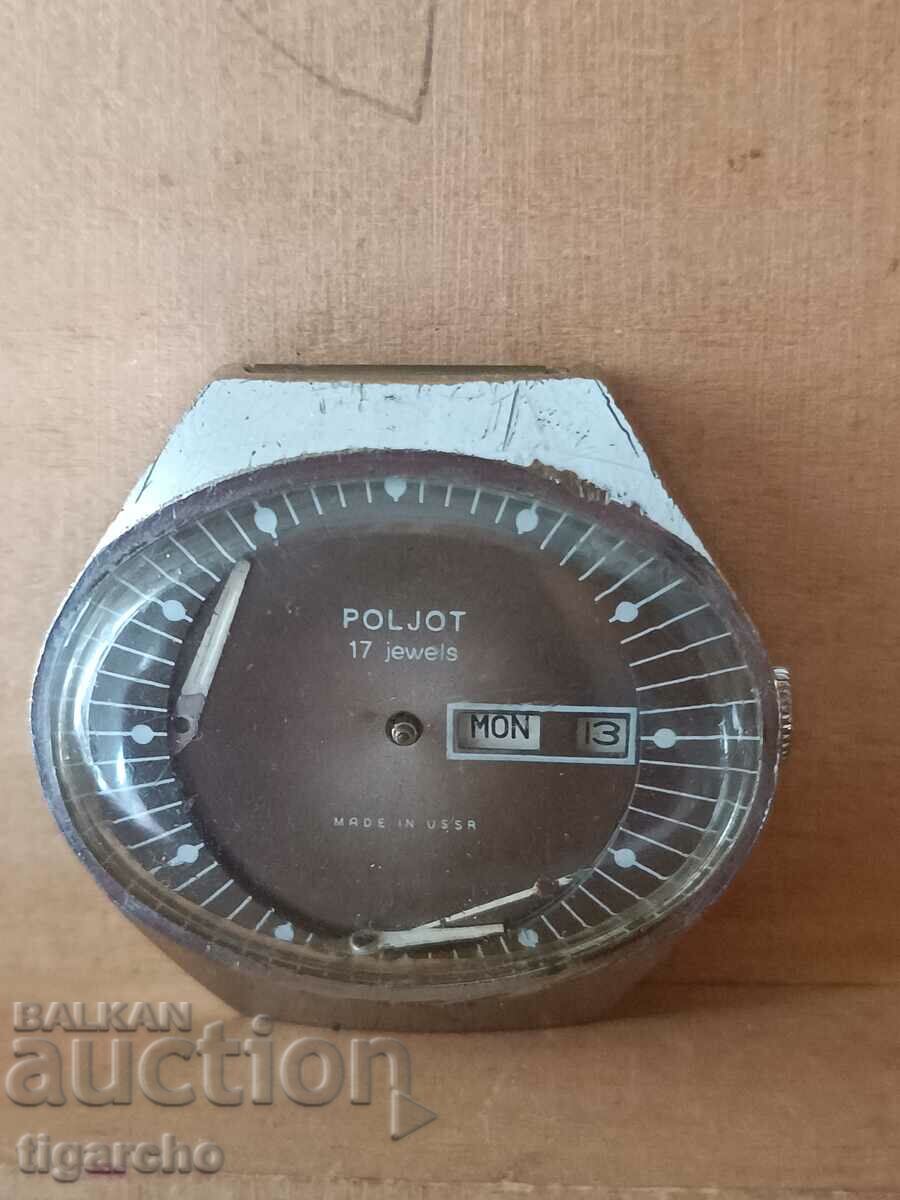 POLJOT
17 jewels
MON 13
MADE IN USSR
BALKAN
auction
tigarcho